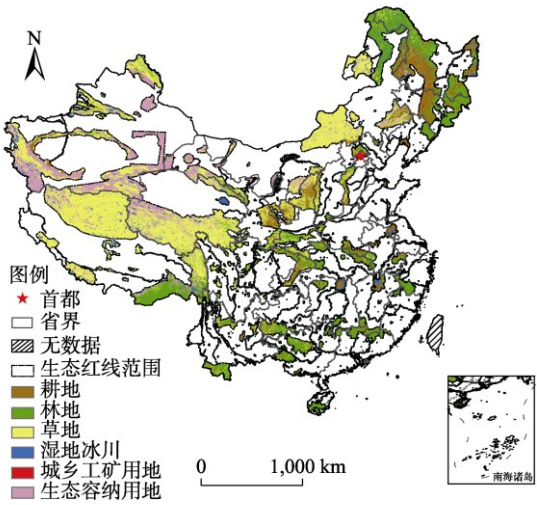 N
图例
首都
省界
无数据
生态红线范围
耕地
林地
草地
湿地冰川
城乡工矿用地
生态容纳用地
0 1,000 km
南海诸岛